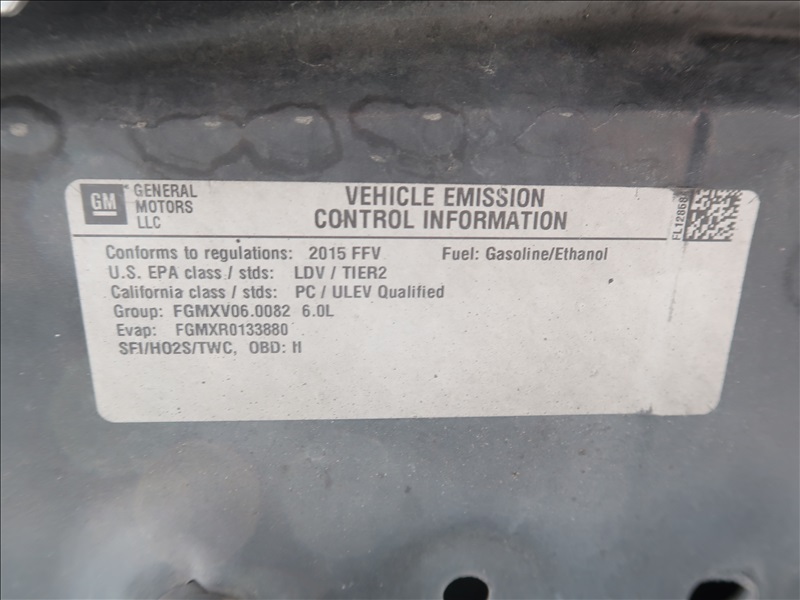 GM
GENERAL
MOTORS
LLC
VEHICLE EMISSION
CONTROL INFORMATION
Conforms to regulations: 2015 FFV Fuel: Gasoline/Ethanol
U.S. EPA class / stds: LDV / TIER2
California class / stds: PC / ULEV Qualified
Group: FGMXV06.0082 6.0L
Evap: FGMXR0133880
SFI/HO2S/TWC, OBD: II